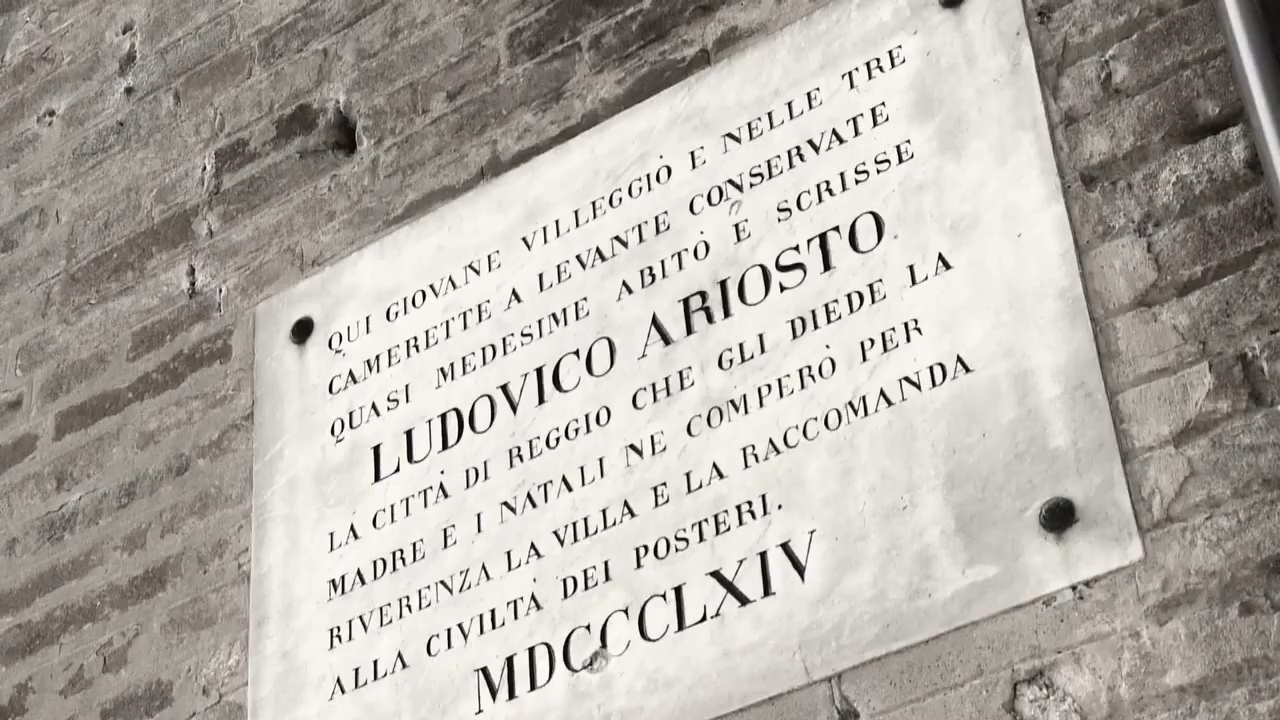 QUI GIOVANE VILLEGGIÒ E NELLE TRE
CAMERETTE A LEVANTE CONSERVATE
QUASI MEDESIME ABITÒ E SCRISSE
LUDOVICO ARIOSTO
LA CITTÀ DI REGGIO CHE GLI DIEDE LA
MADRE E I NATALI NE COMPERÒ PER
RIVERENZA LA VILLA E LA RACCOMANDA
ALLA CIVILTÀ DEI POSTERI.
MDCCCLXIV